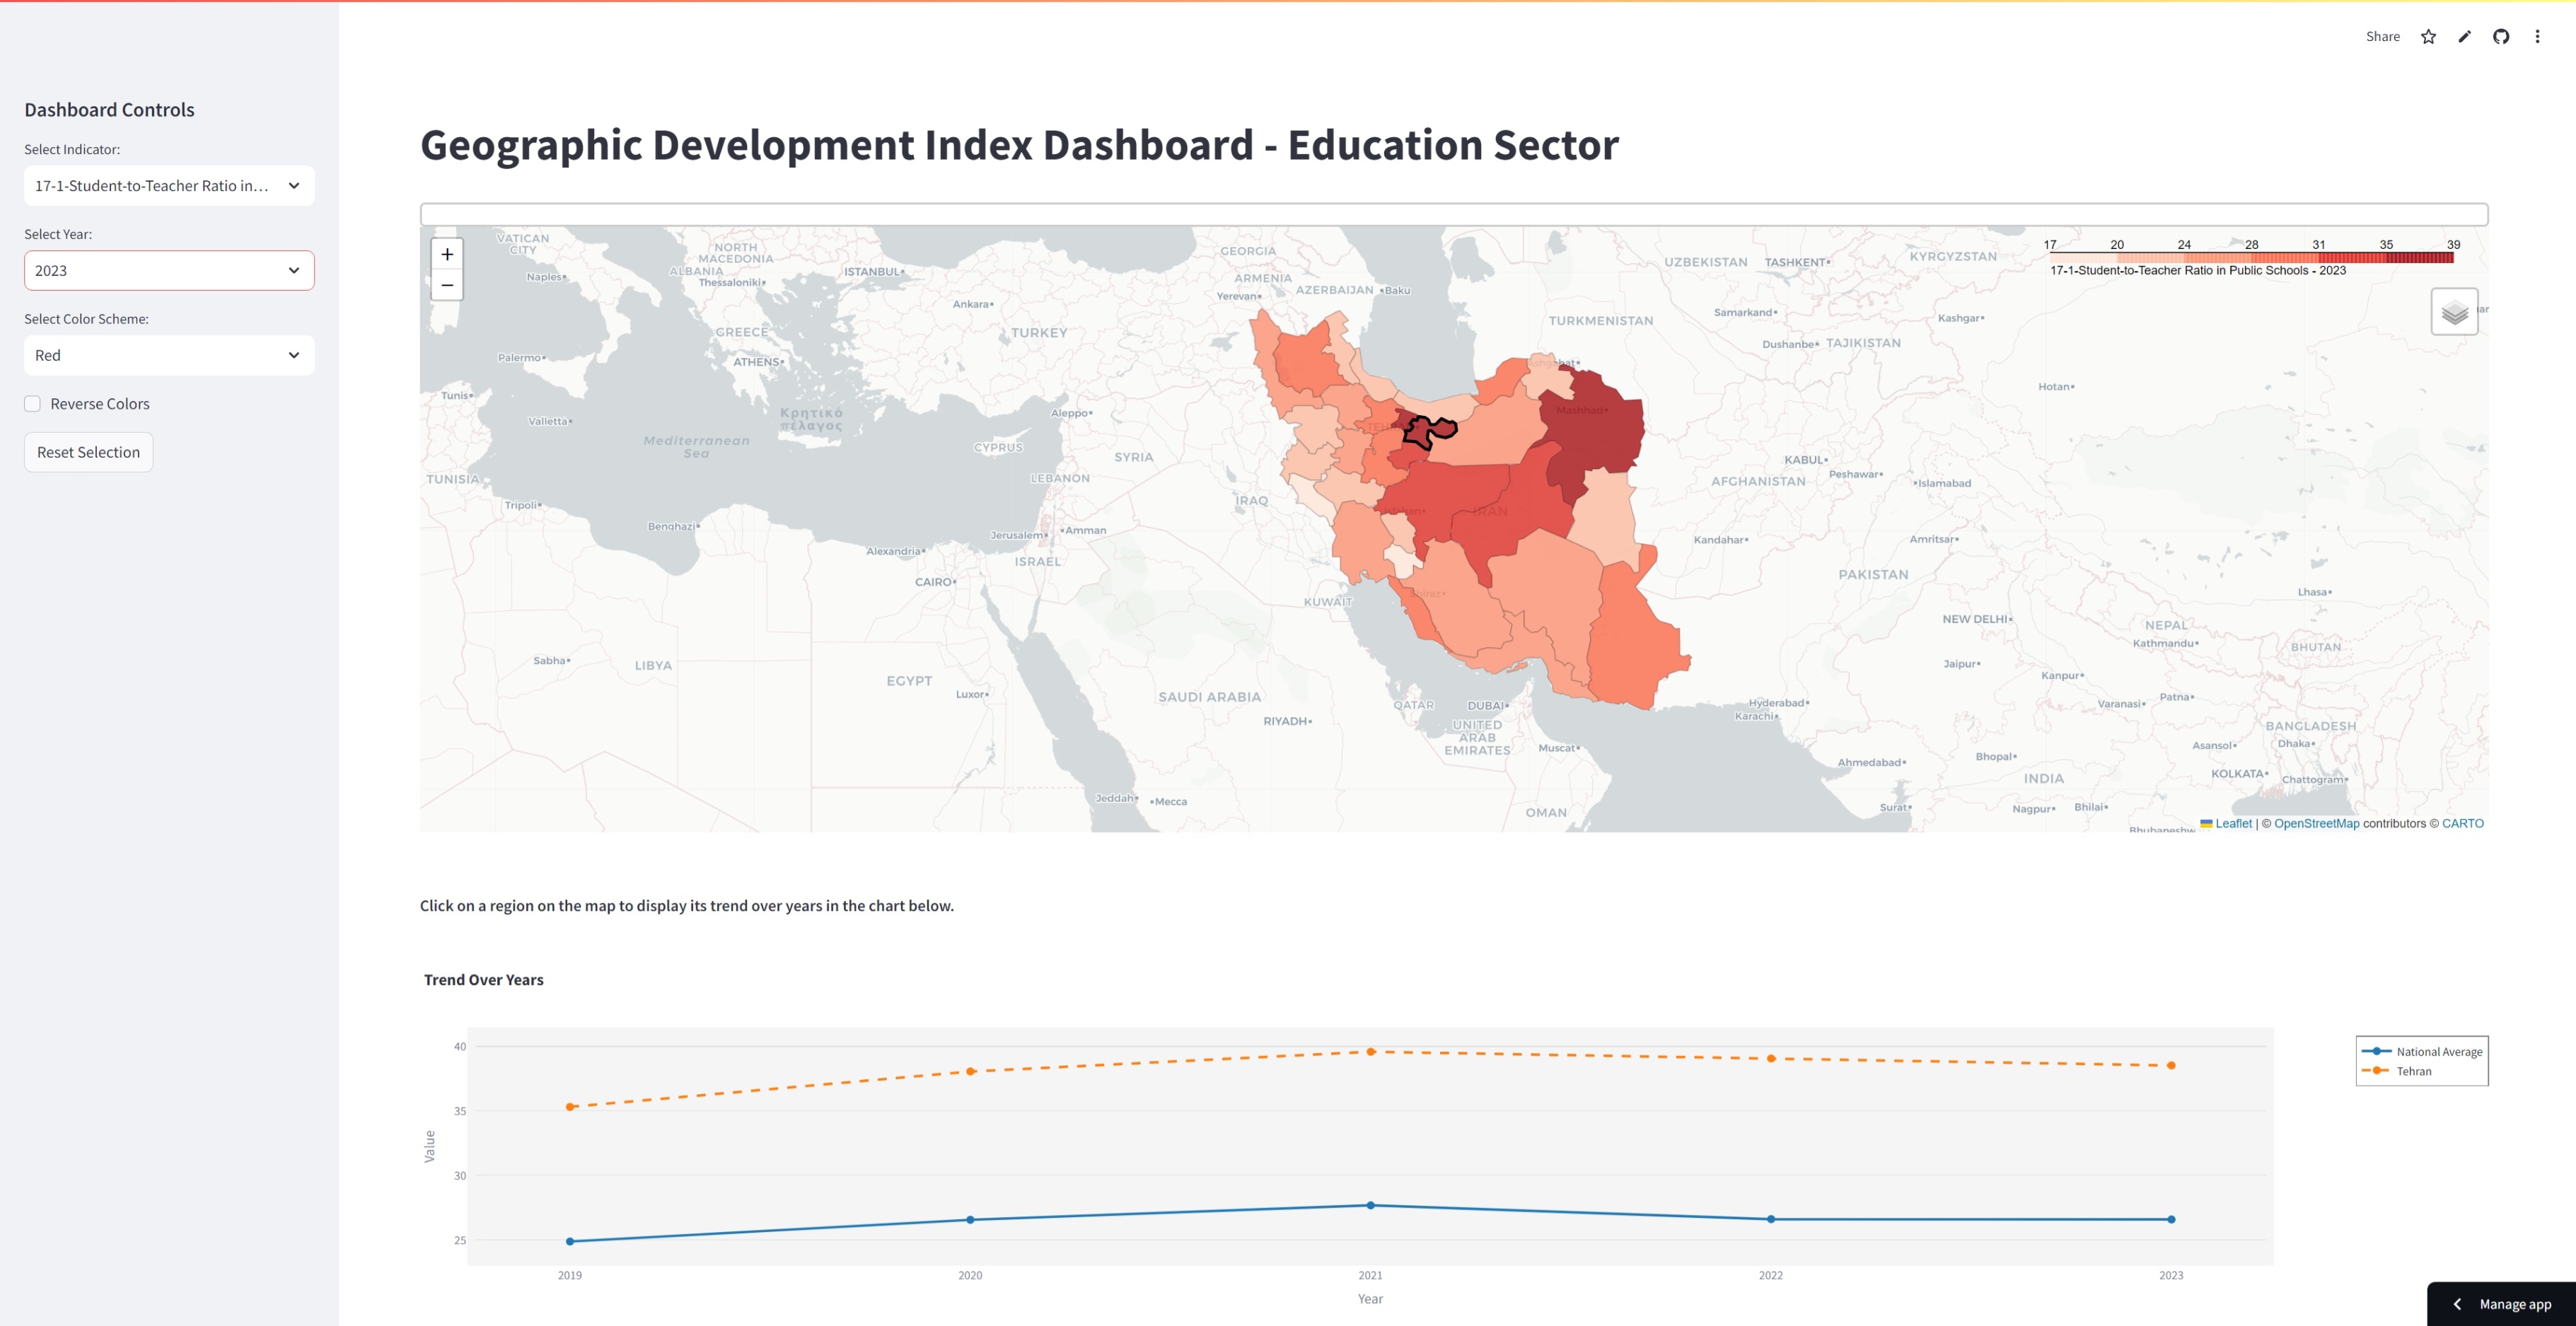 Share
Dashboard Controls
Select Indicator:
17-1-Student-to-Teacher Ratio in…
Select Year:
2023
Select Color Scheme:
Red
Reverse Colors
Reset Selection
Geographic Development Index Dashboard - Education Sector
+
−
17 20 24 28 31 35 39
17-1-Student-to-Teacher Ratio in Public Schools - 2023
VATICAN
CITY
Naples
NORTH
MACEDONIA
ALBANIA
Thessaloniki
ISTANBUL
GEORGIA
ARMENIA
Yerevan
AZERBAIJAN
Baku
UZBEKISTAN
TASHKENT
KYRGYZSTAN
Ankara
TURKEY
GREECE
ATHENS
Palermo
TURKMENISTAN
Samarkand
Kashgar
Dushanbe
TAJIKISTAN
Tunis
Valletta
Κρητικό
πέλαγος
Aleppo
Mashhad
Hotan
Mediterranean
Sea
CYPRUS
SYRIA
TUNISIA
LEBANON
KABUL
Peshawar
AFGHANISTAN
Islamabad
Tripoli
Benghazi
IRAQ
IRAN
Jerusalem
Amman
Alexandria
ISRAEL
Kandahar
Amritsar
CAIRO
PAKISTAN
KUWAIT
Shiraz
Lhasa
NEW DELHI
NEPAL
Kathmandu
BHUTAN
Sabha
LIBYA
EGYPT
Luxor
SAUDI ARABIA
RIYADH
QATAR
DUBAI
UNITED
ARAB
EMIRATES
Muscat
Jaipur
Kanpur
Patna
Varanasi
Hyderabad
Karachi
BANGLADESH
Asansol
Dhaka
Bhopal
Ahmedabad
INDIA
KOLKATA
Chattogram
Jeddah
Mecca
OMAN
Surat
Nagpur
Bhilai
Leaflet | © OpenStreetMap contributors © CARTO
Click on a region on the map to display its trend over years in the chart below.
Trend Over Years
National Average
Tehran
40
35
30
25
Value
2019 2020 2021 2022 2023
Year
Manage app